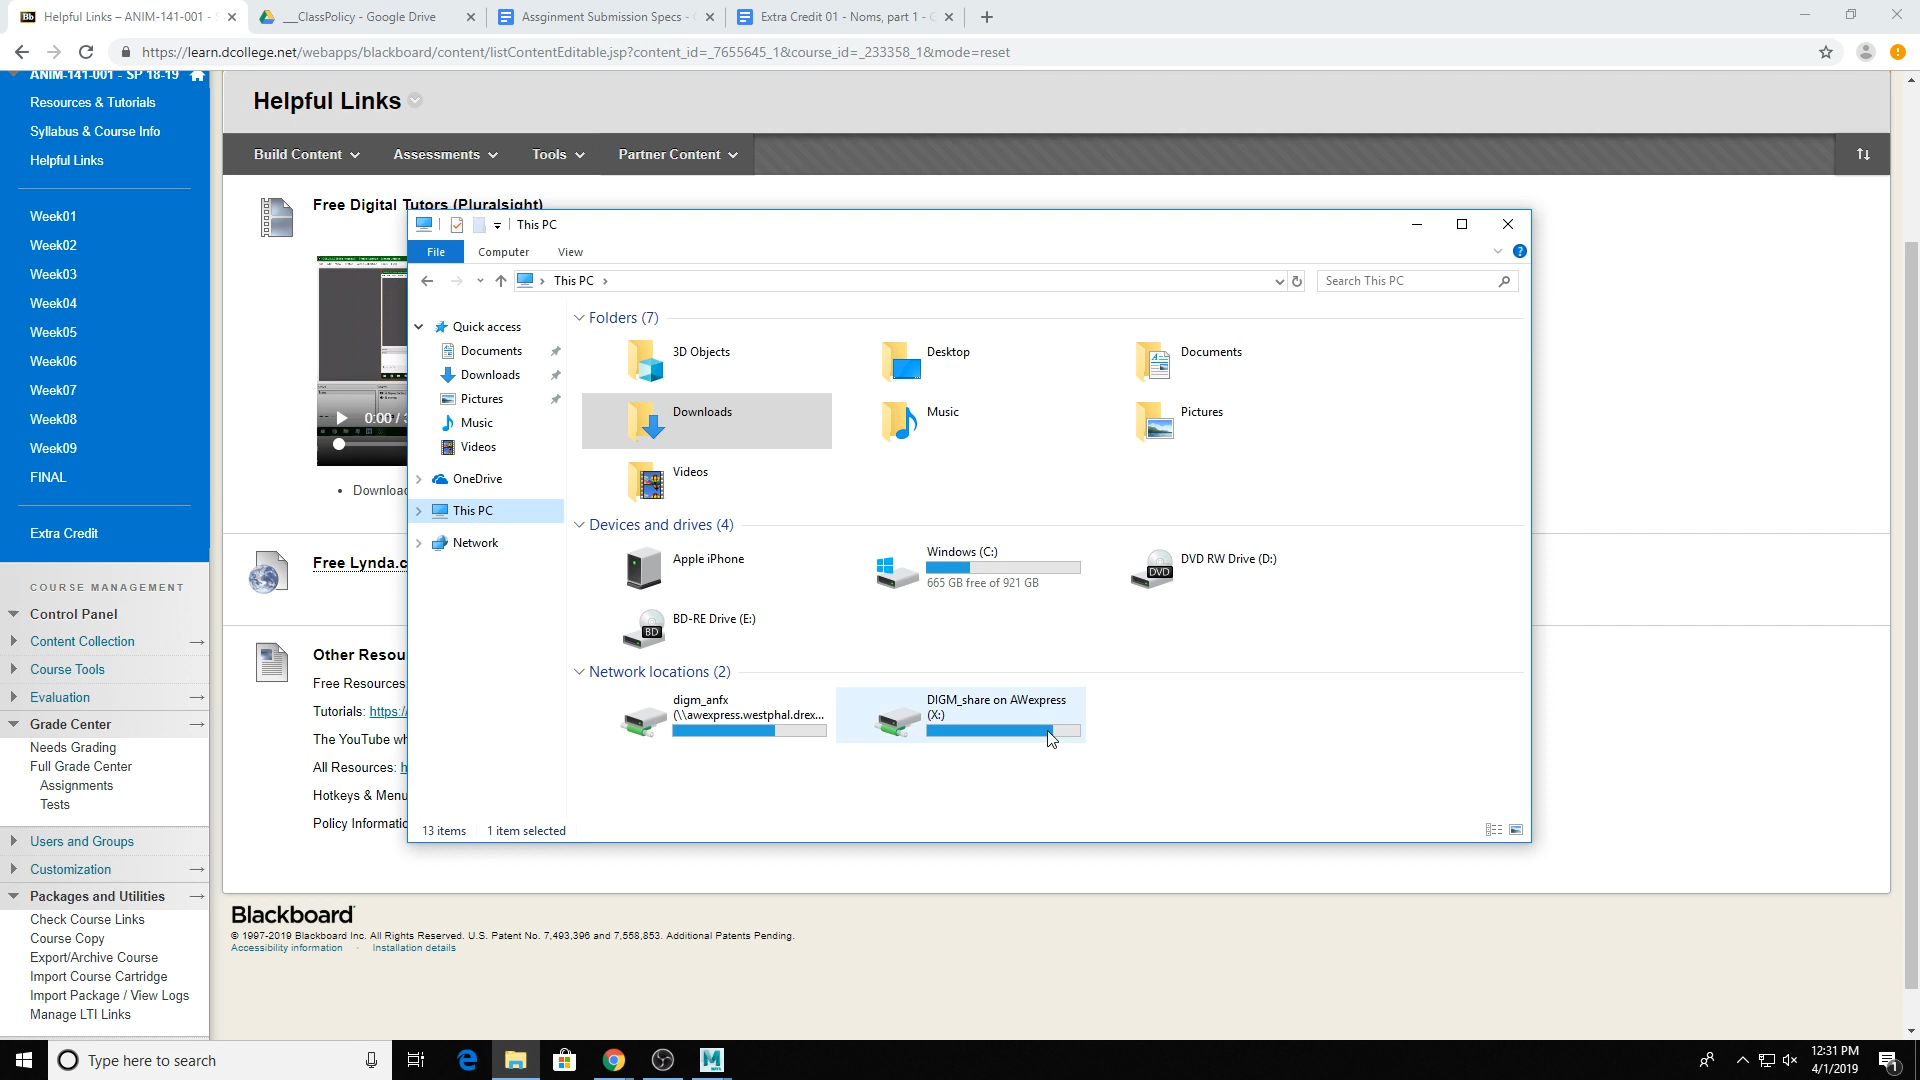 Helpful Links – ANIM-141-001 -
__ClassPolicy - Google Drive
Assginment Submission Specs -
Extra Credit 01 - Noms, part 1 -
https://learn.dcollege.net/webapps/blackboard/content/listContentEditable.jsp?content_id=_7655645_1&course_id=_233358_1&mode=reset
ANIM-141-001 - SP 18-19
Resources & Tutorials
Syllabus & Course Info
Helpful Links
Week01
Week02
Week03
Week04
Week05
Week06
Week07
Week08
Week09
FINAL
Extra Credit
COURSE MANAGEMENT
Control Panel
Content Collection
Course Tools
Evaluation
Grade Center
Needs Grading
Full Grade Center
Assignments
Tests
Users and Groups
Customization
Packages and Utilities
Check Course Links
Course Copy
Export/Archive Course
Import Course Cartridge
Import Package / View Logs
Manage LTI Links
Helpful Links
Build Content
Assessments
Tools
Partner Content
Free Digital Tutors (Pluralsight)
0:00 / 3
Downloac
Free Lynda.c
Other Resou
Free Resources
Tutorials: https:/
The YouTube wh
All Resources: h
Hotkeys & Menu
Policy Informatic
This PC
File
Computer
View
This PC
Search This PC
Quick access
Documents
Downloads
Pictures
Music
Videos
OneDrive
This PC
Network
Folders (7)
3D Objects
Desktop
Documents
Downloads
Music
Pictures
Videos
Devices and drives (4)
Apple iPhone
Windows (C:)
665 GB free of 921 GB
DVD RW Drive (D:)
DVD
BD-RE Drive (E:)
BD
Network locations (2)
digm_anfx
(\\awexpress.westphal.drex...
DIGM_share on AWexpress
(X:)
13 items
1 item selected
Blackboard
© 1997-2019 Blackboard Inc. All Rights Reserved. U.S. Patent No. 7,493,396 and 7,558,853. Additional Patents Pending.
Accessibility information · Installation details
Type here to search
12:31 PM
4/1/2019
1